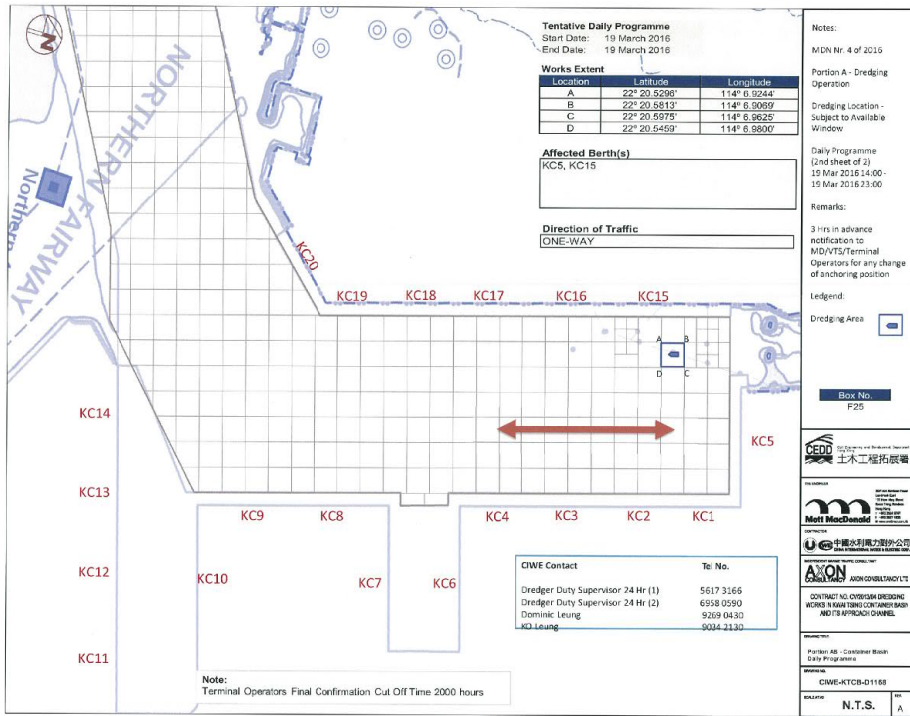 Tentative Daily Programme
Start Date: 19 March 2016
End Date: 19 March 2016
Works Extent
Location Latitude Longitude
A 22° 20.5296' 114° 6.9244'
B 22° 20.5813' 114° 6.9069'
C 22° 20.5975' 114° 6.9625'
D 22° 20.5459' 114° 6.9800'
Affected Berth(s)
KC5, KC15
Direction of Traffic
ONE-WAY
N
NORTHERN FAIRWAY
Northern
KC20
KC19 KC18 KC17 KC16 KC15
A B
D C
KC14
KC5
KC13
KC9 KC8 KC4 KC3 KC2 KC1
KC12 KC10 KC7 KC6
KC11
CIWE Contact Tel No.
Dredger Duty Supervisor 24 Hr (1) 5617 3166
Dredger Duty Supervisor 24 Hr (2) 6958 0590
Dominic Leung 9269 0430
KO Leung 9034 2130
Note:
Terminal Operators Final Confirmation Cut Off Time 2000 hours
Notes:
MDN Nr. 4 of 2016
Portion A - Dredging
Operation
Dredging Location -
Subject to Available
Window
Daily Programme
(2nd sheet of 2)
19 Mar 2016 14:00 -
19 Mar 2016 23:00
Remarks:
3 Hrs in advance
notification to
MD/VTS/Terminal
Operators for any change
of anchoring position
Ledgend:
Dredging Area
Box No.
F25
CEDD
土木工程拓展署
Mott MacDonald
CONTRACTOR
CWE 中國水利電力對外公司
AXON
CONSULTANCY AXON CONSULTANCY LTD
CONTRACT NO. CV/2013/04 DREDGING
WORKS IN KWAI TSING CONTAINER BASIN
AND ITS APPROACH CHANNEL
DRAWING TITLE
Portion AB - Container Basin
Daily Programme
DRAWING NO.
CIWE-KTCB-D1168
N.T.S.
A